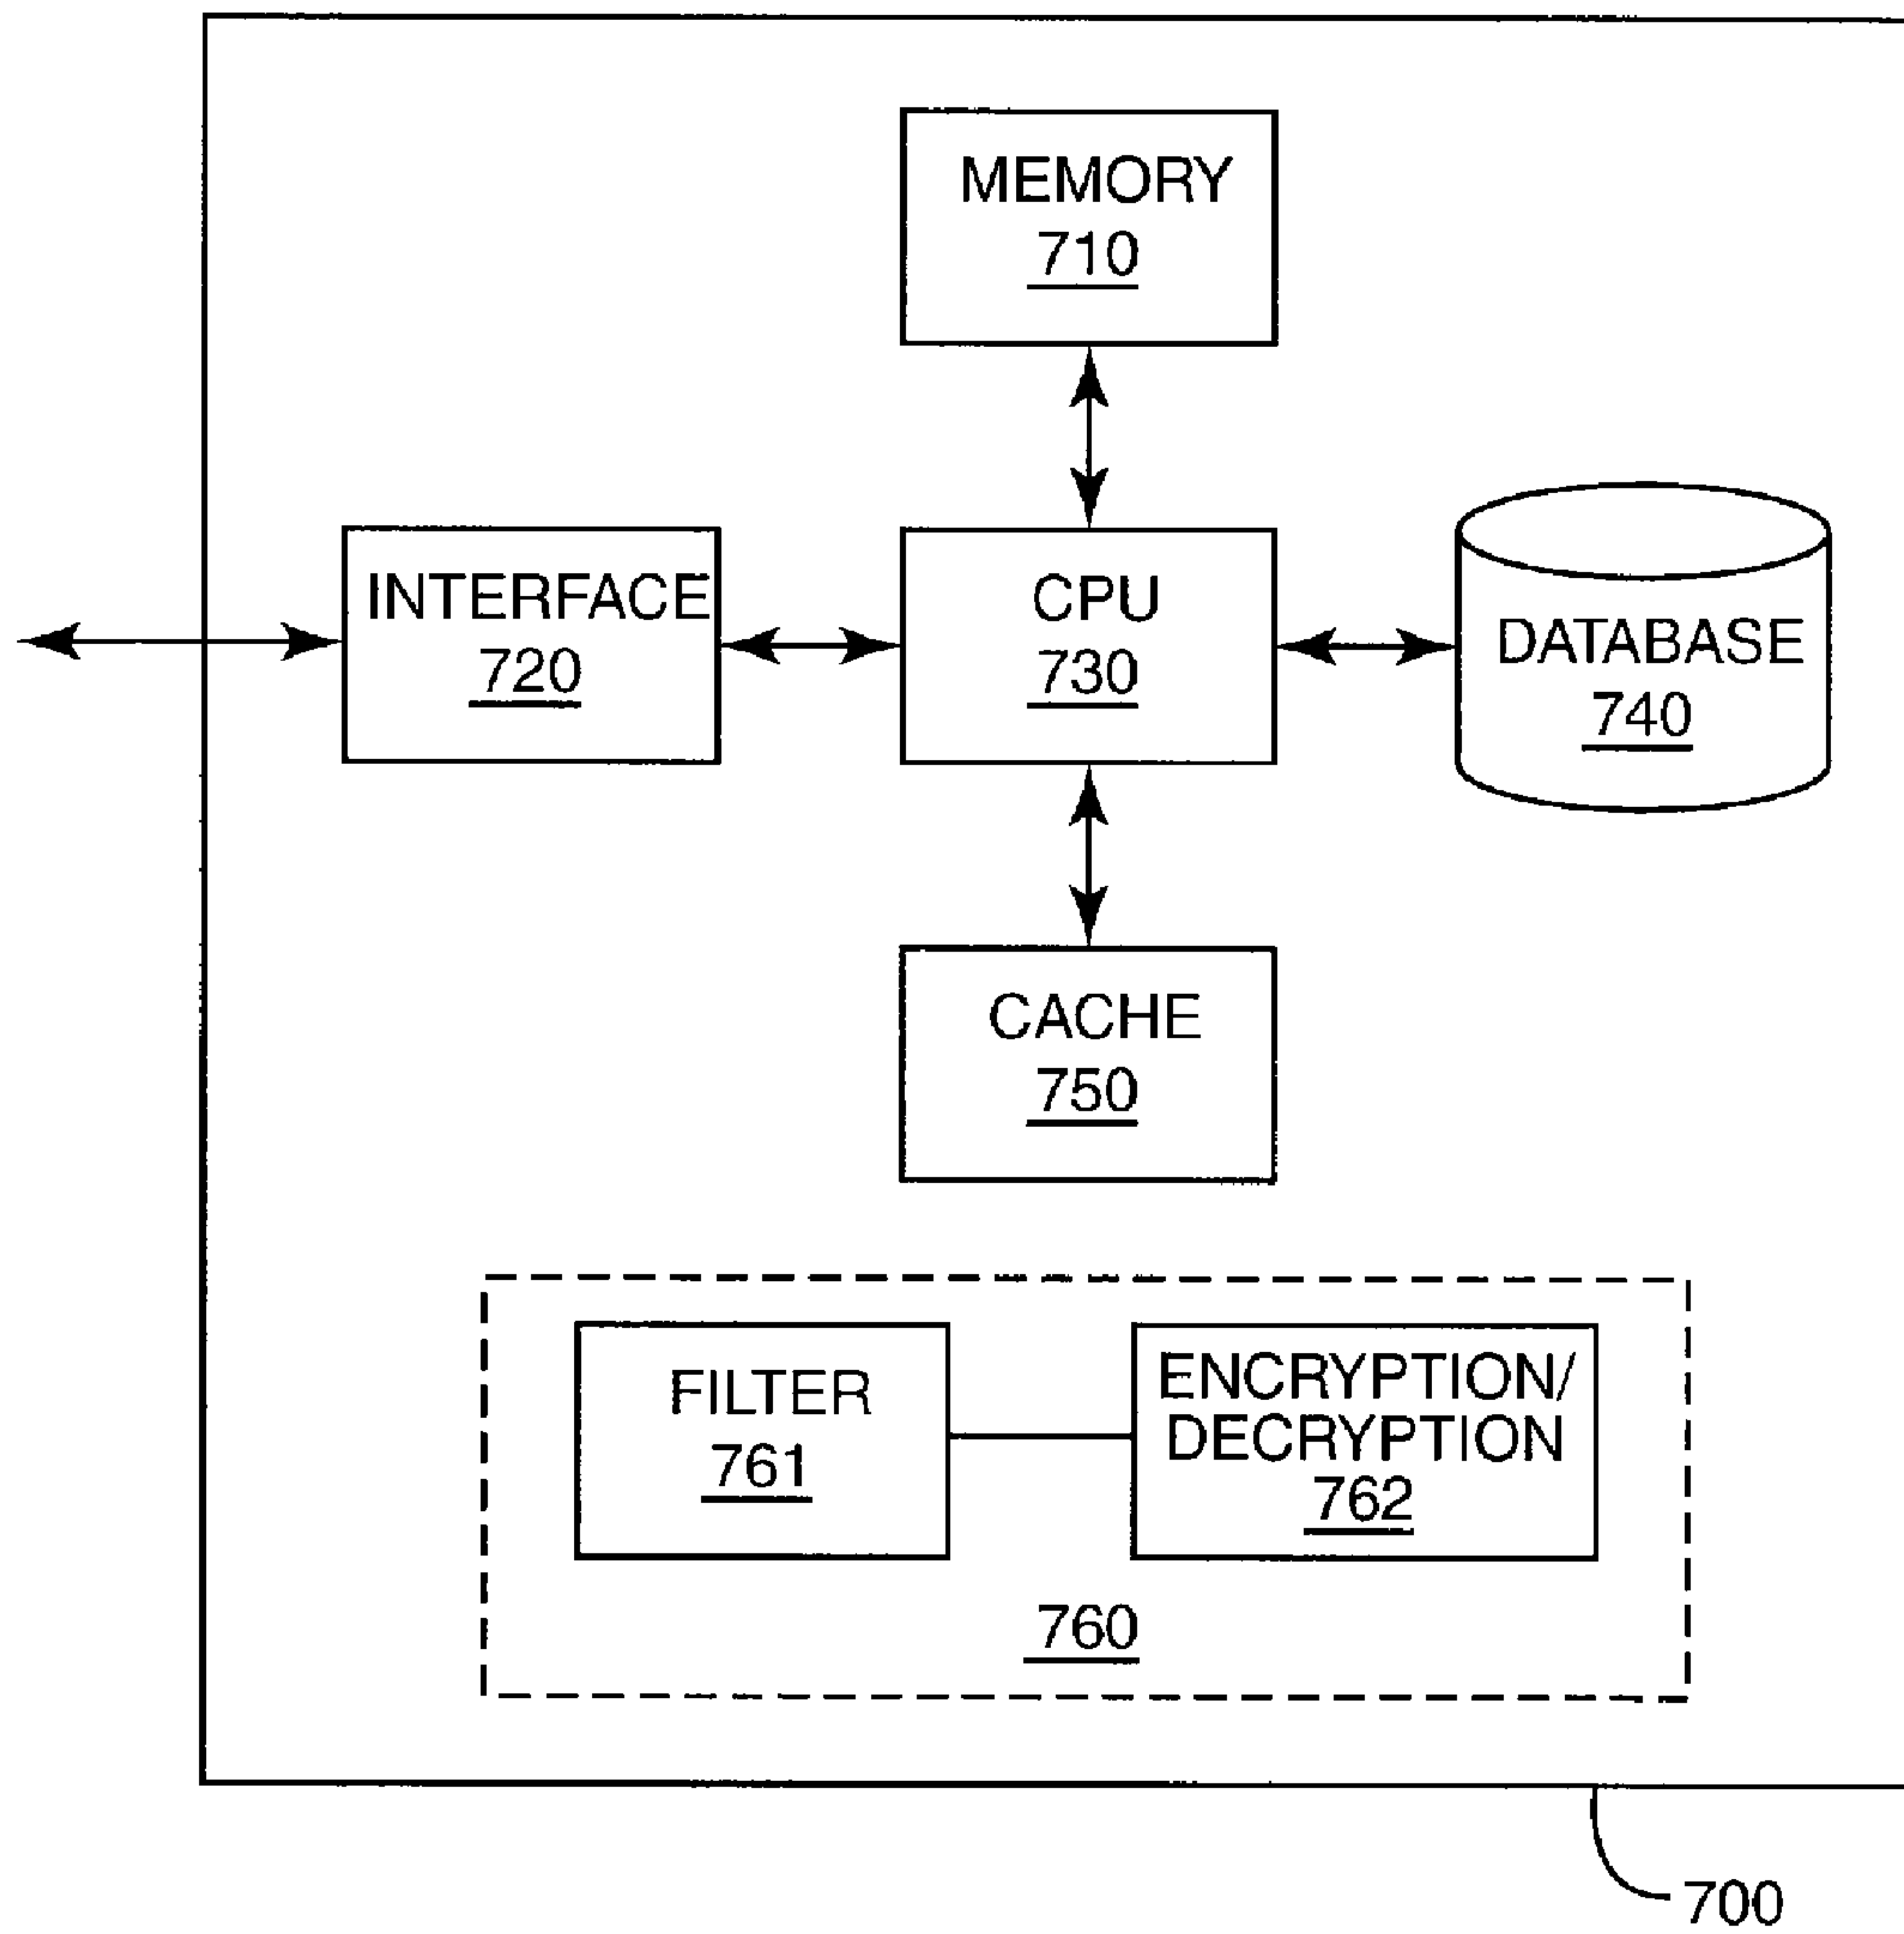 MEMORY
710
INTERFACE
720
CPU
730
DATABASE
740
CACHE
750
FILTER
761
ENCRYPTION/
DECRYPTION
762
760
700